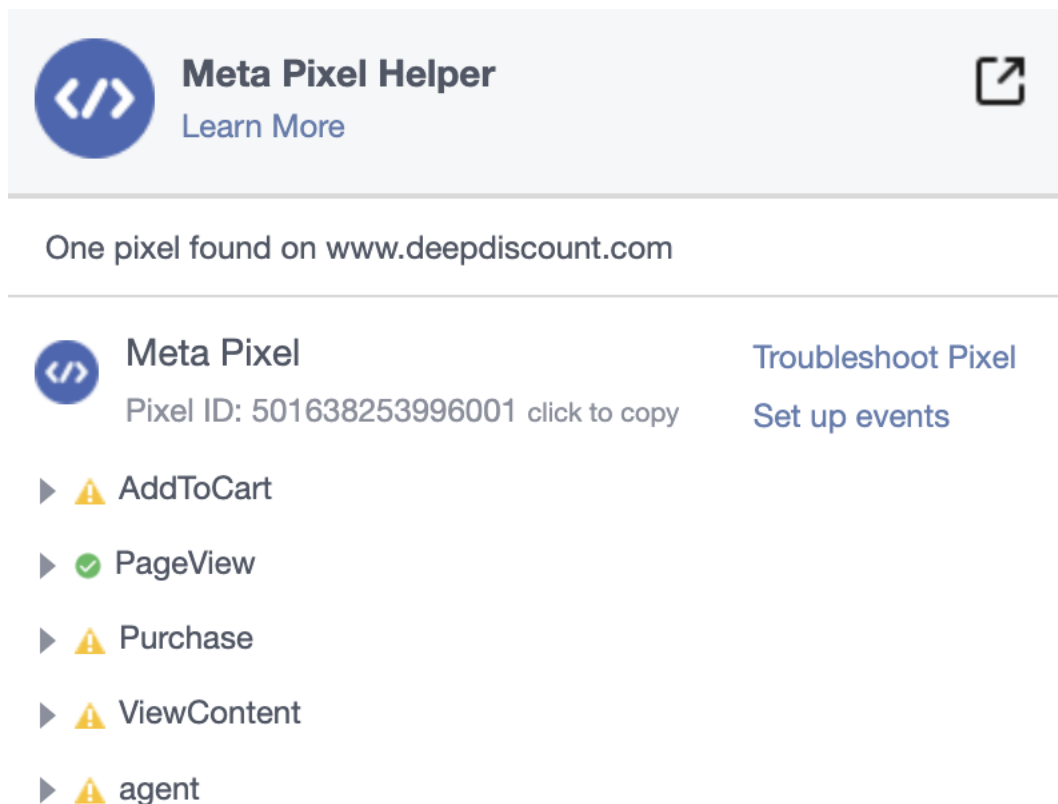 Meta Pixel Helper
Learn More
One pixel found on www.deepdiscount.com
Meta Pixel
Troubleshoot Pixel
Pixel ID: 501638253996001 click to copy
Set up events
AddToCart
PageView
Purchase
ViewContent
agent